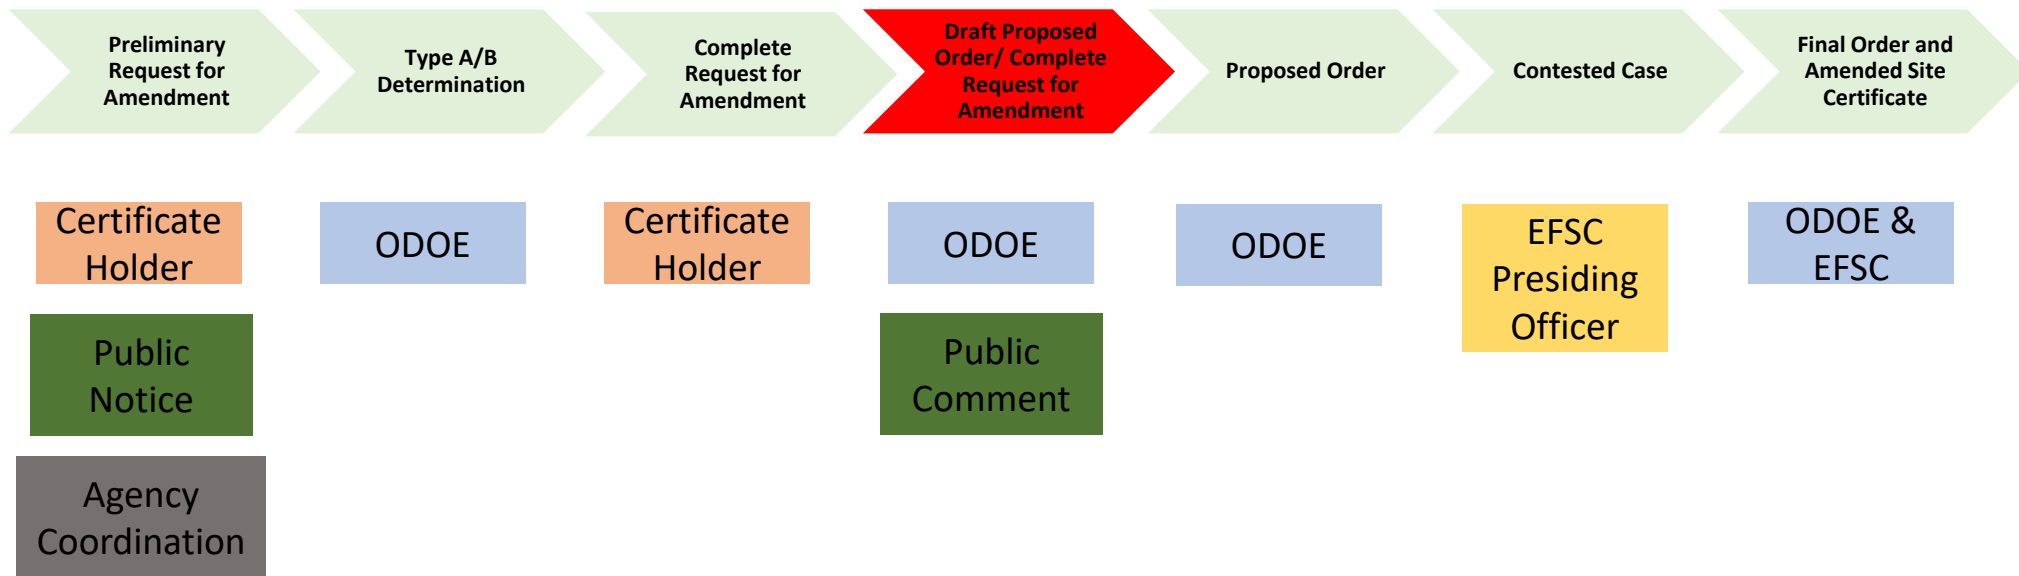 Preliminary
Request for
Amendment
Type A/B
Determination
Complete
Request for
Amendment
Draft Proposed
Order/ Complete
Request for
Amendment
Proposed Order
Contested Case
Final Order and
Amended Site
Certificate
Certificate
Holder
ODOE
Certificate
Holder
ODOE
ODOE
EFSC
Presiding
Officer
ODOE &
EFSC
Public
Notice
Public
Comment
Agency
Coordination